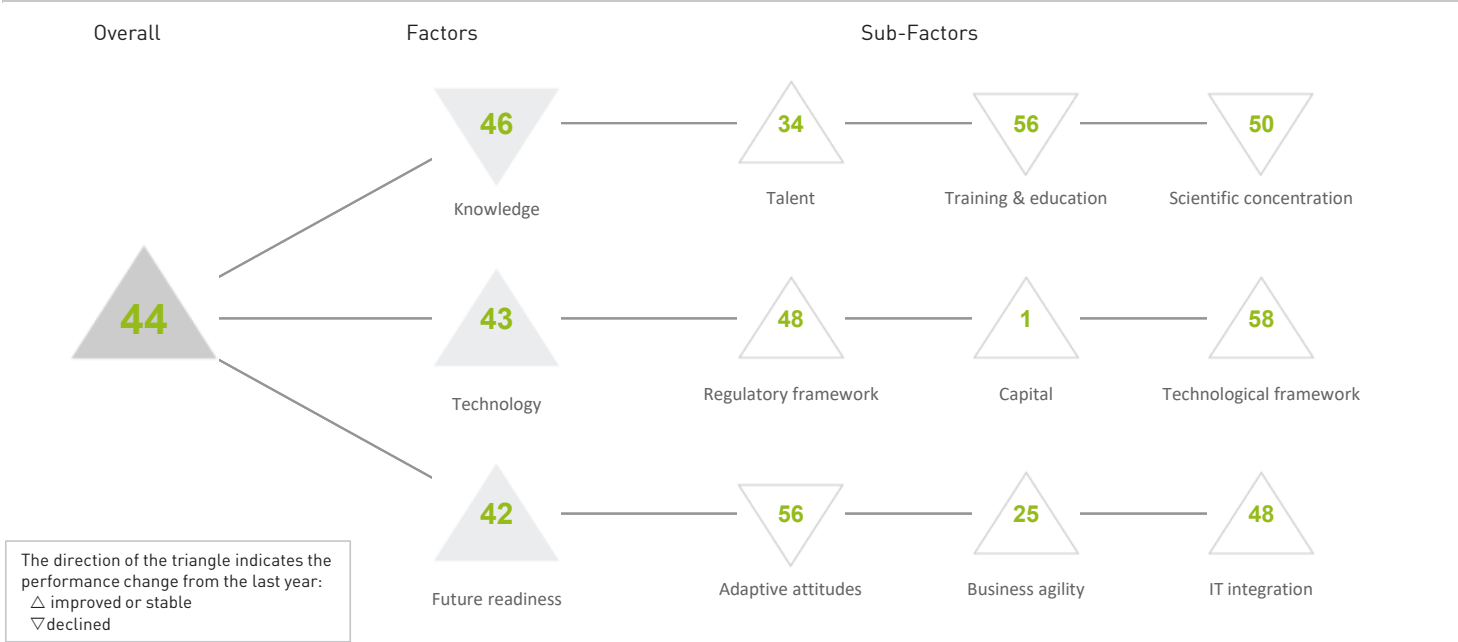 Overall
Factors
Sub-Factors
46
34
56
50
Knowledge
Talent
Training & education
Scientific concentration
44
43
48
1
58
Technology
Regulatory framework
Capital
Technological framework
42
56
25
48
Future readiness
Adaptive attitudes
Business agility
IT integration
The direction of the triangle indicates the
performance change from the last year:
△ improved or stable
▽ declined